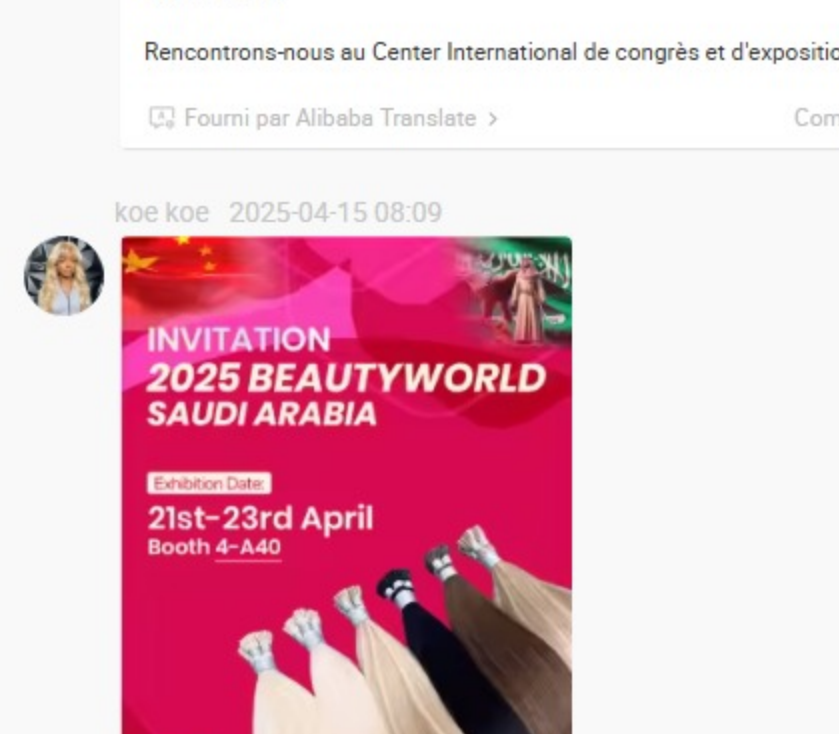 Rencontrons-nous au Center International de congrès et d'expositio
Fourni par Alibaba Translate >
Com
koe koe 2025-04-15 08:09
INVITATION
2025 BEAUTYWORLD
SAUDI ARABIA
Exhibition Date:
21st-23rd April
Booth 4-A40